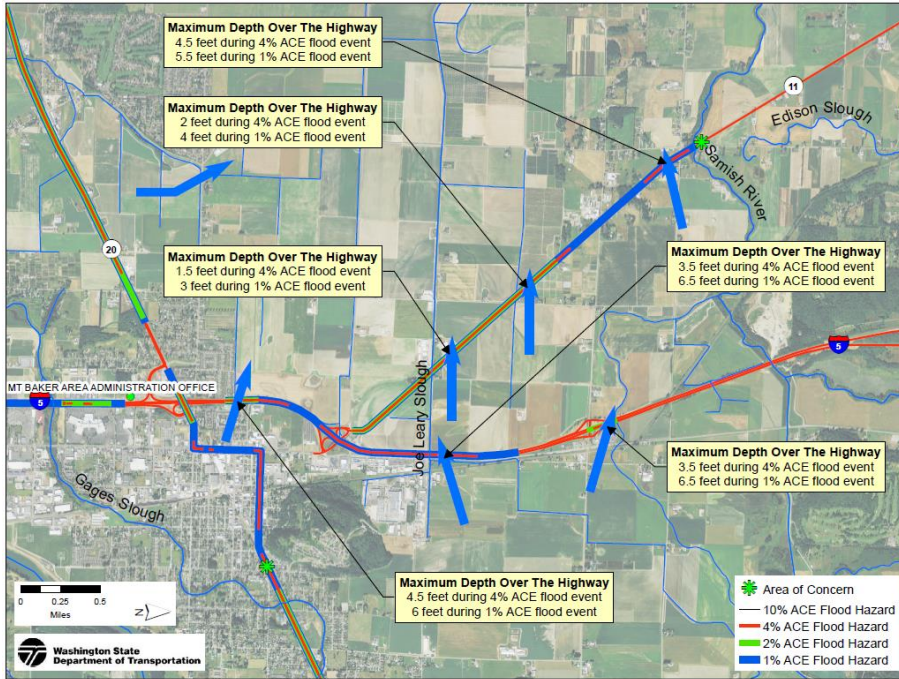 Maximum Depth Over The Highway
4.5 feet during 4% ACE flood event
5.5 feet during 1% ACE flood event
11
Edison Slough
Maximum Depth Over The Highway
2 feet during 4% ACE flood event
4 feet during 1% ACE flood event
Samish River
20
Maximum Depth Over The Highway
1.5 feet during 4% ACE flood event
3 feet during 1% ACE flood event
Maximum Depth Over The Highway
3.5 feet during 4% ACE flood event
6.5 feet during 1% ACE flood event
5
MT BAKER AREA ADMINISTRATION OFFICE
5
Joe Leary Slough
Maximum Depth Over The Highway
3.5 feet during 4% ACE flood event
6.5 feet during 1% ACE flood event
Gages Slough
Maximum Depth Over The Highway
4.5 feet during 4% ACE flood event
6 feet during 1% ACE flood event
0 0.25 0.5
Miles
N
Washington State
Department of Transportation
Area of Concern
10% ACE Flood Hazard
4% ACE Flood Hazard
2% ACE Flood Hazard
1% ACE Flood Hazard